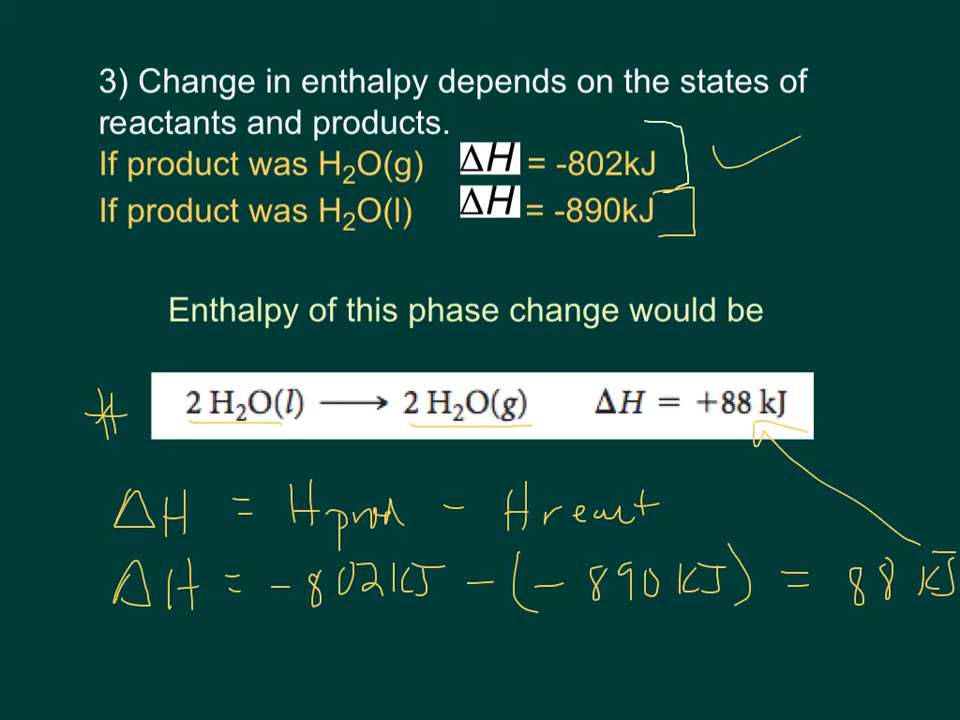 3) Change in enthalpy depends on the states of
reactants and products.
If product was H₂O(g) ΔH = -802kJ
If product was H₂O(l) ΔH = -890kJ
Enthalpy of this phase change would be
* 2 H₂O(l) ⟶ 2 H₂O(g) ΔH = +88 kJ
ΔH = Hprod - Hreact
ΔH = -802KJ - (-890KJ) = 88 KJ